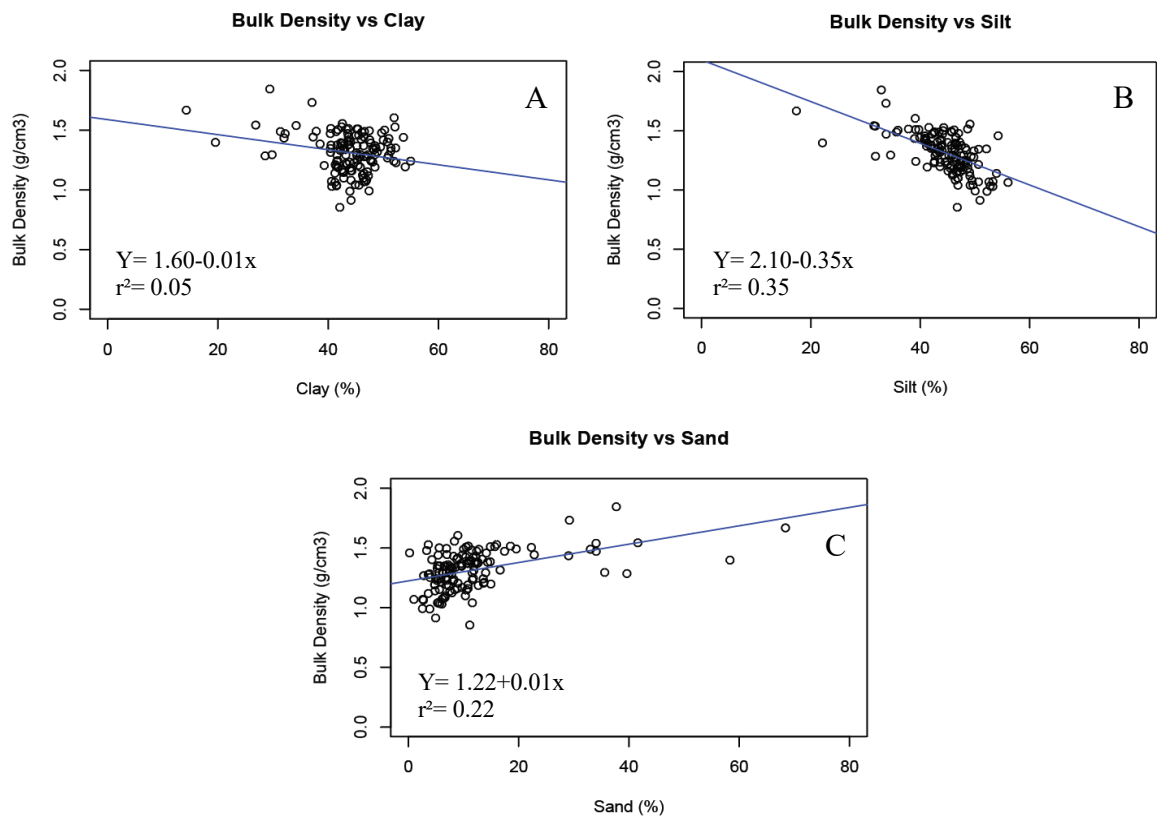 Bulk Density vs Clay
Bulk Density (g/cm3)
2.0
1.5
1.0
0.5
0.0
A
Y= 1.60-0.01x
r²= 0.05
0 20 40 60 80
Clay (%)
Bulk Density vs Silt
Bulk Density (g/cm3)
2.0
1.5
1.0
0.5
0.0
B
Y= 2.10-0.35x
r²= 0.35
0 20 40 60 80
Silt (%)
Bulk Density vs Sand
Bulk Density (g/cm3)
2.0
1.5
1.0
0.5
0.0
C
Y= 1.22+0.01x
r²= 0.22
0 20 40 60 80
Sand (%)